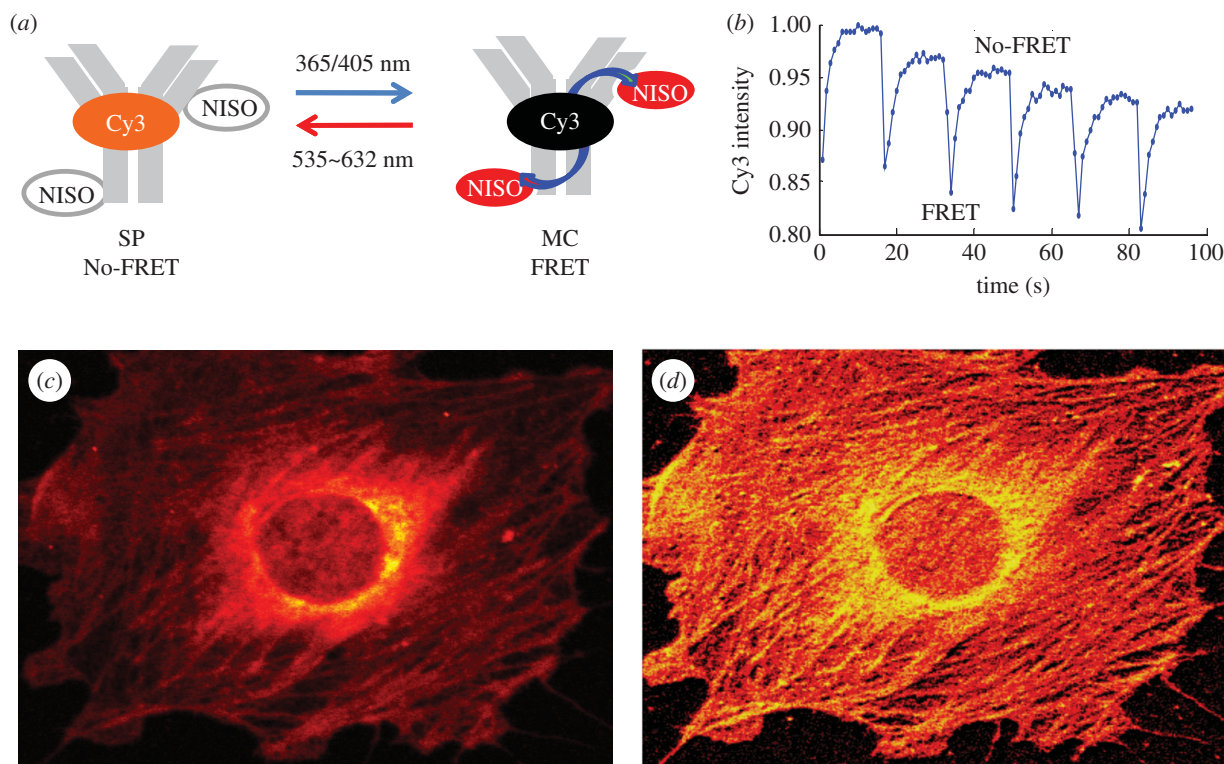 (a)
365/405 nm
Cy3
NISO
NISO
535~632 nm
SP
No-FRET
Cy3
NISO
NISO
MC
FRET
(b)
1.00
0.95
0.90
0.85
0.80
Cy3 intensity
No-FRET
FRET
0
20
40
60
80
100
time (s)
(c)
(d)